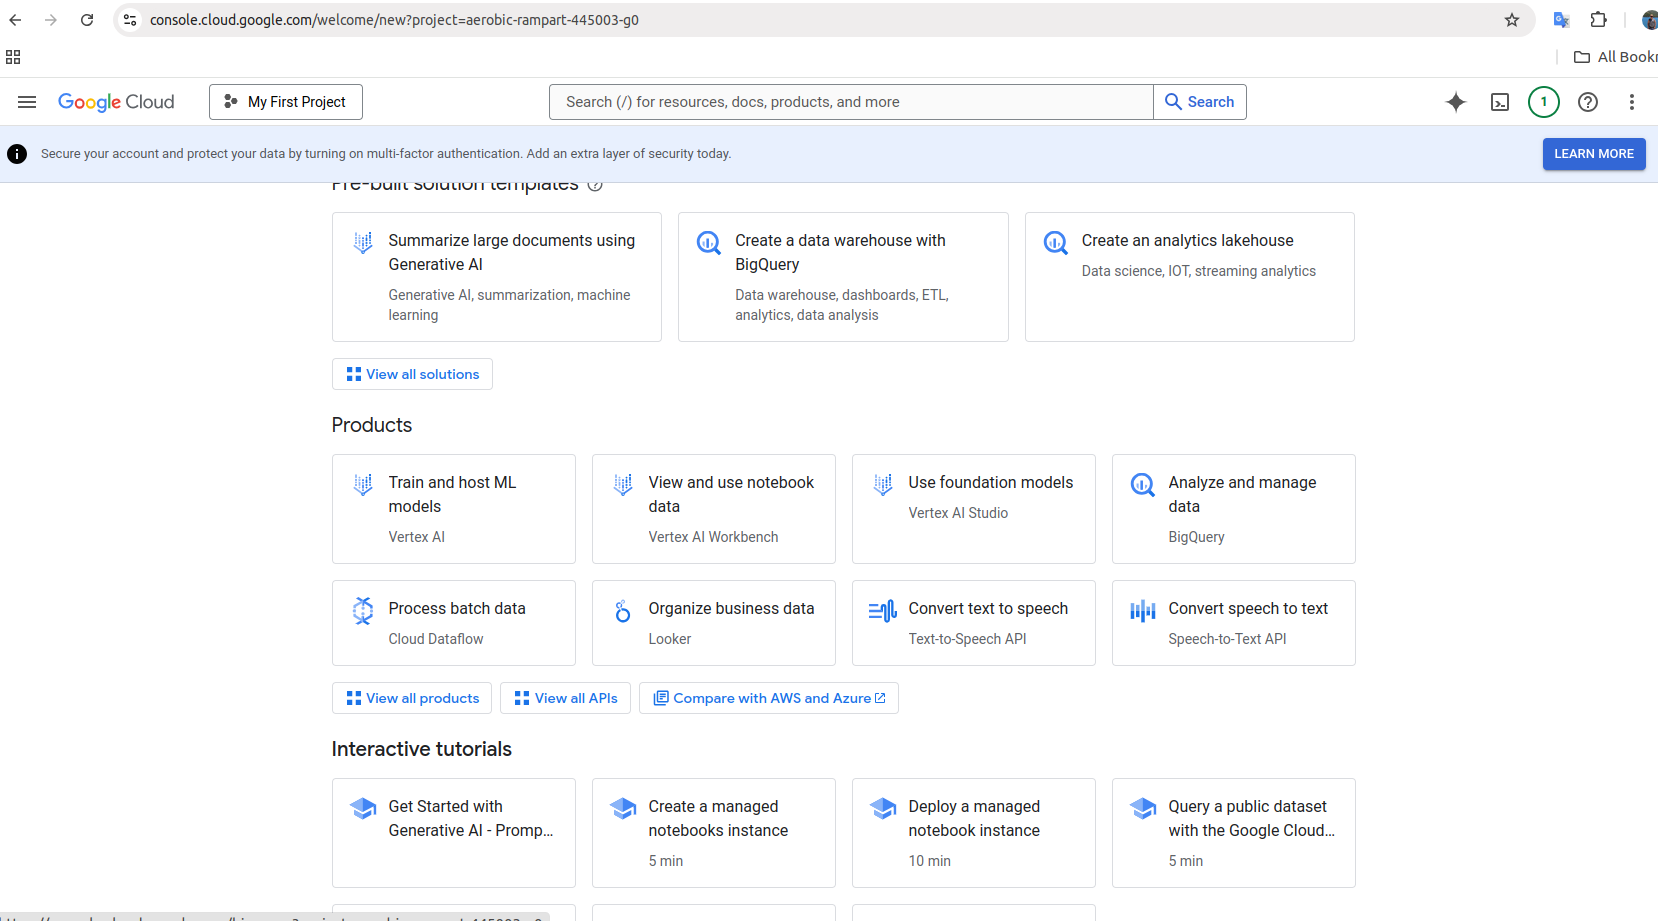 console.cloud.google.com/welcome/new?project=aerobic-rampart-445003-g0
All Bookr
Google Cloud
My First Project
Search (/) for resources, docs, products, and more
Search
1
Secure your account and protect your data by turning on multi-factor authentication. Add an extra layer of security today.
LEARN MORE
Pre-built solution templates
Summarize large documents using
Generative AI
Generative AI, summarization, machine
learning
Create a data warehouse with
BigQuery
Data warehouse, dashboards, ETL,
analytics, data analysis
Create an analytics lakehouse
Data science, IOT, streaming analytics
View all solutions
Products
Train and host ML
models
Vertex AI
View and use notebook
data
Vertex AI Workbench
Use foundation models
Vertex AI Studio
Analyze and manage
data
BigQuery
Process batch data
Cloud Dataflow
Organize business data
Looker
Convert text to speech
Text-to-Speech API
Convert speech to text
Speech-to-Text API
View all products
View all APIs
Compare with AWS and Azure
Interactive tutorials
Get Started with
Generative AI - Promp...
Create a managed
notebooks instance
5 min
Deploy a managed
notebook instance
10 min
Query a public dataset
with the Google Cloud...
5 min